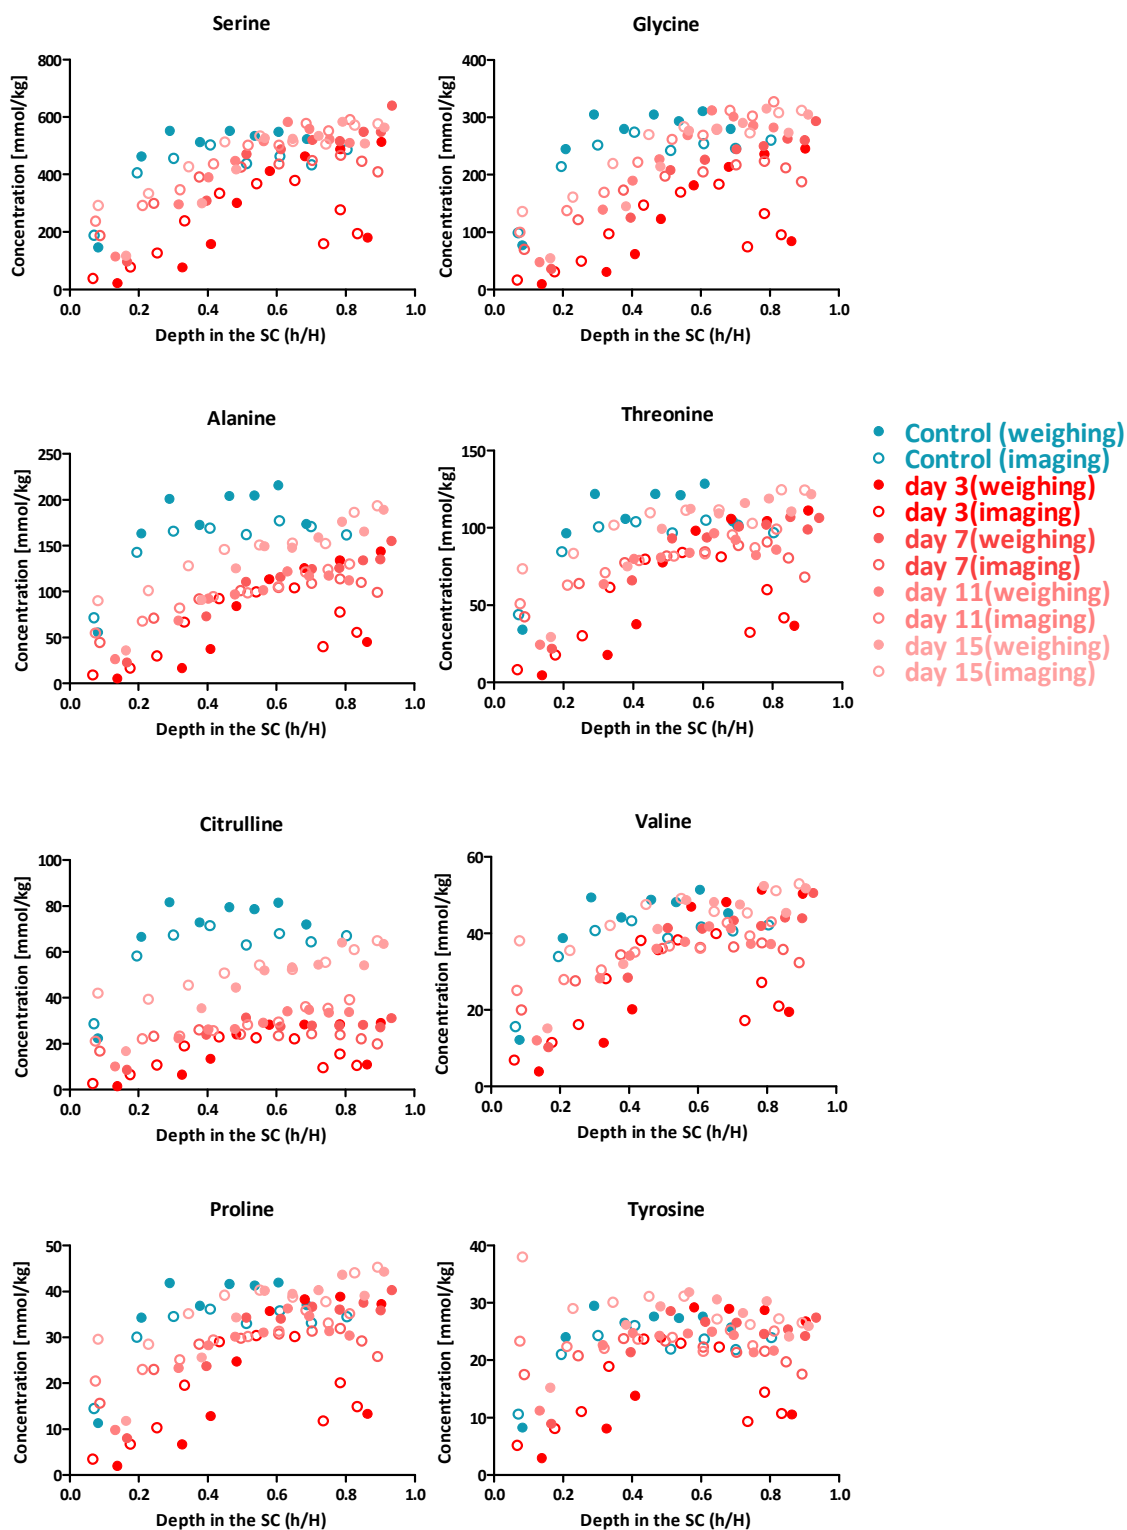 Serine
Concentration [mmol/kg]
800
600
400
200
0
0.0 0.2 0.4 0.6 0.8 1.0
Depth in the SC (h/H)
Glycine
Concentration [mmol/kg]
400
300
200
100
0
0.0 0.2 0.4 0.6 0.8 1.0
Depth in the SC (h/H)
Alanine
Concentration [mmol/kg]
250
200
150
100
50
0
0.0 0.2 0.4 0.6 0.8 1.0
Depth in the SC (h/H)
Threonine
Concentration [mmol/kg]
150
100
50
0
0.0 0.2 0.4 0.6 0.8 1.0
Depth in the SC (h/H)
Control (weighing)
Control (imaging)
day 3(weighing)
day 3(imaging)
day 7(weighing)
day 7(imaging)
day 11(weighing)
day 11(imaging)
day 15(weighing)
day 15(imaging)
Citrulline
Concentration [mmol/kg]
100
80
60
40
20
0
0.0 0.2 0.4 0.6 0.8 1.0
Depth in the SC (h/H)
Valine
Concentration [mmol/kg]
60
40
20
0
0.0 0.2 0.4 0.6 0.8 1.0
Depth in the SC (h/H)
Proline
Concentration [mmol/kg]
50
40
30
20
10
0
0.0 0.2 0.4 0.6 0.8 1.0
Depth in the SC (h/H)
Tyrosine
Concentration [mmol/kg]
40
30
20
10
0
0.0 0.2 0.4 0.6 0.8 1.0
Depth in the SC (h/H)